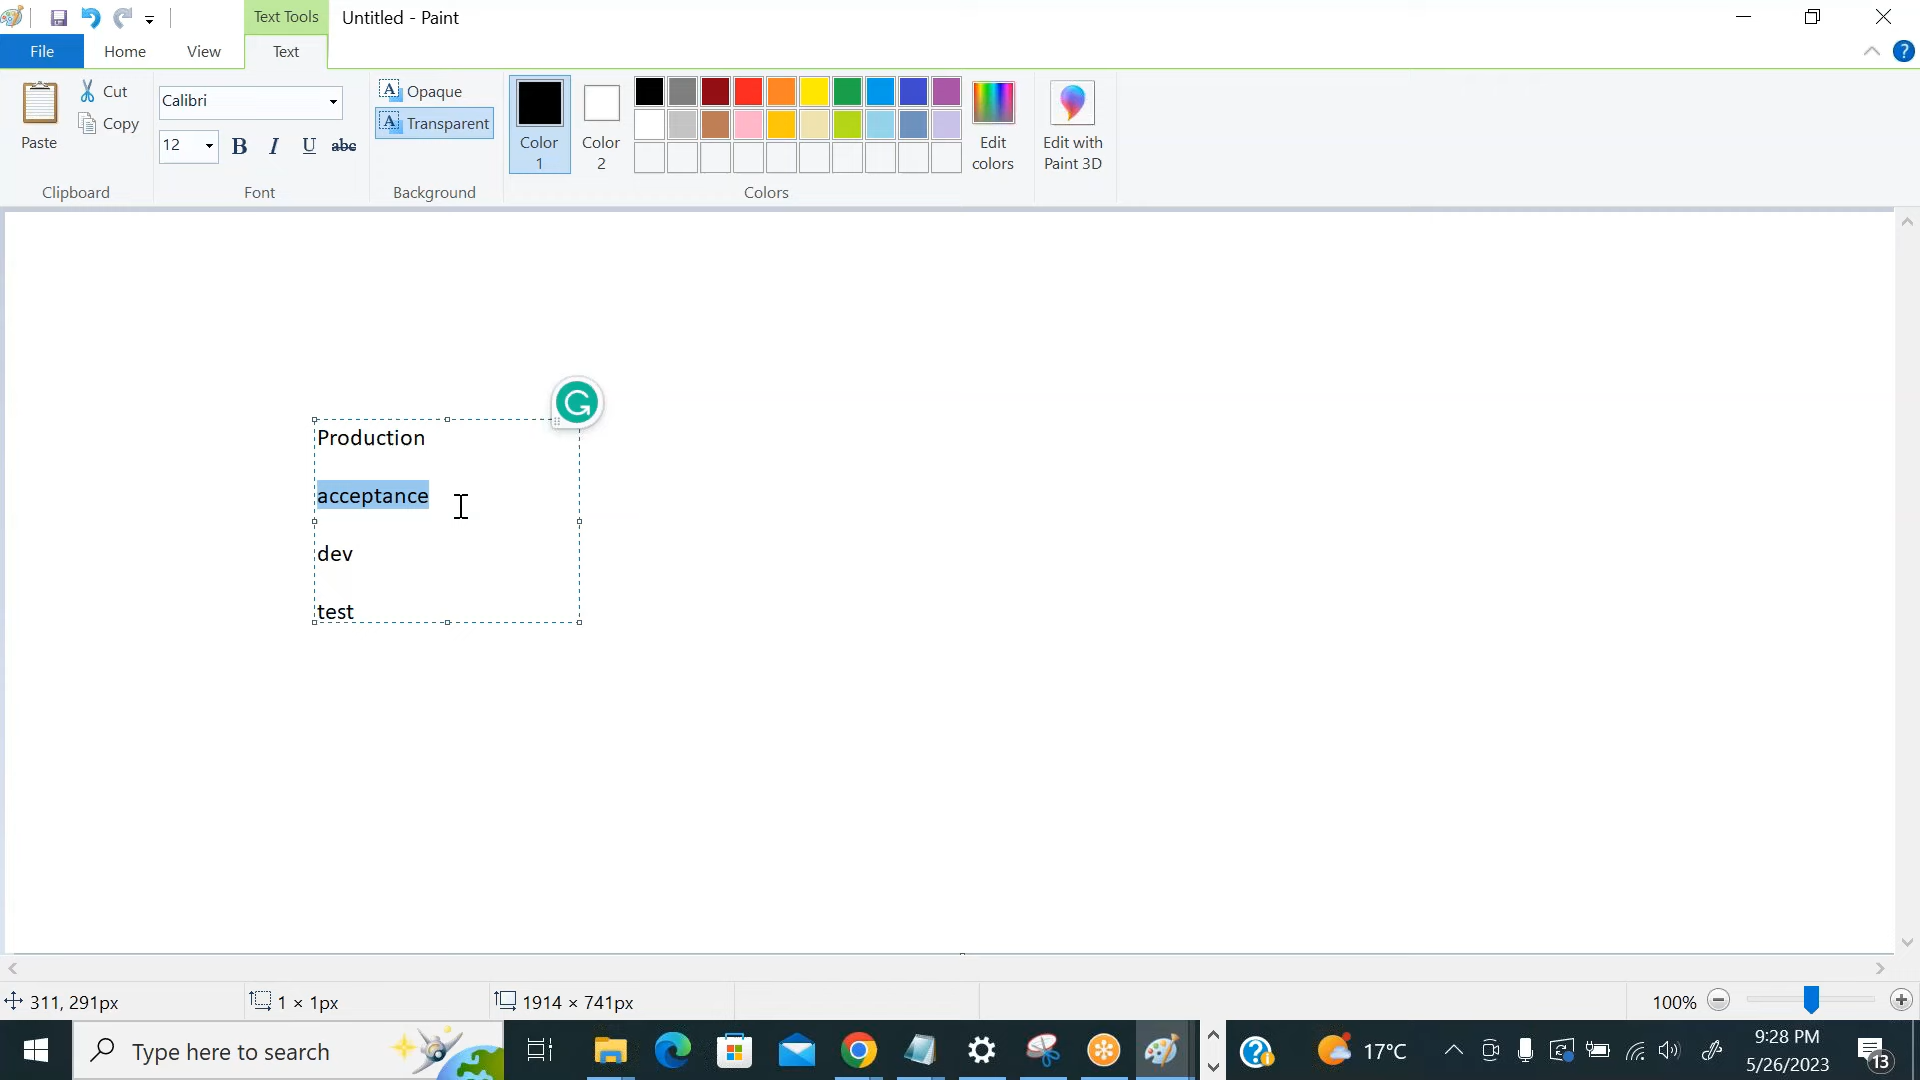 Text Tools
Untitled - Paint
File
Home
View
Text
Paste
Cut
Copy
Clipboard
Calibri
12
B
I
U
abc
Font
A Opaque
A Transparent
Background
Color 1
Color 2
Colors
Edit colors
Edit with Paint 3D
?
Production
acceptance
dev
test
311, 291px
1 × 1px
1914 × 741px
100%
Type here to search
17°C
9:28 PM
5/26/2023
13